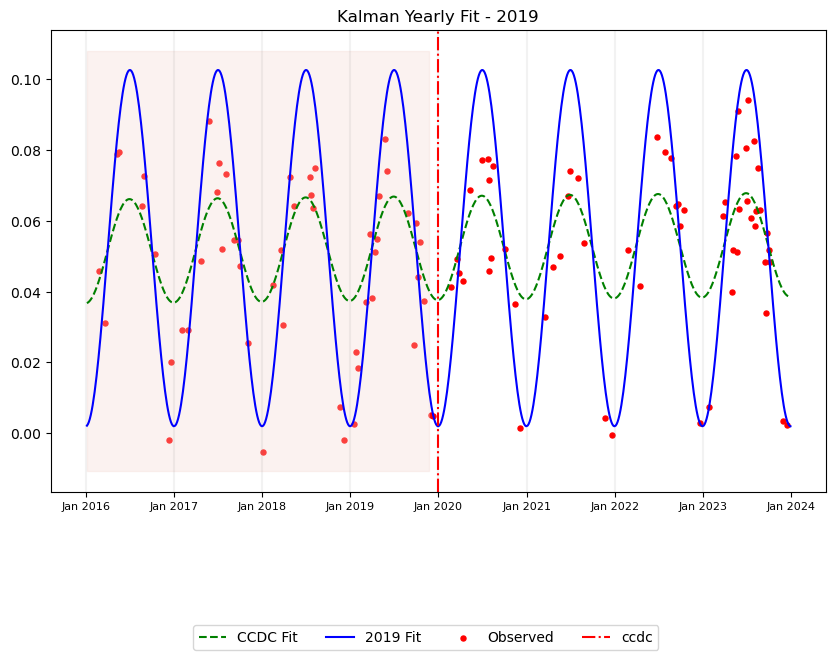 Kalman Yearly Fit - 2019
0.10
0.08
0.06
0.04
0.02
0.00
Jan 2016 Jan 2017 Jan 2018 Jan 2019 Jan 2020 Jan 2021 Jan 2022 Jan 2023 Jan 2024
CCDC Fit 2019 Fit Observed ccdc